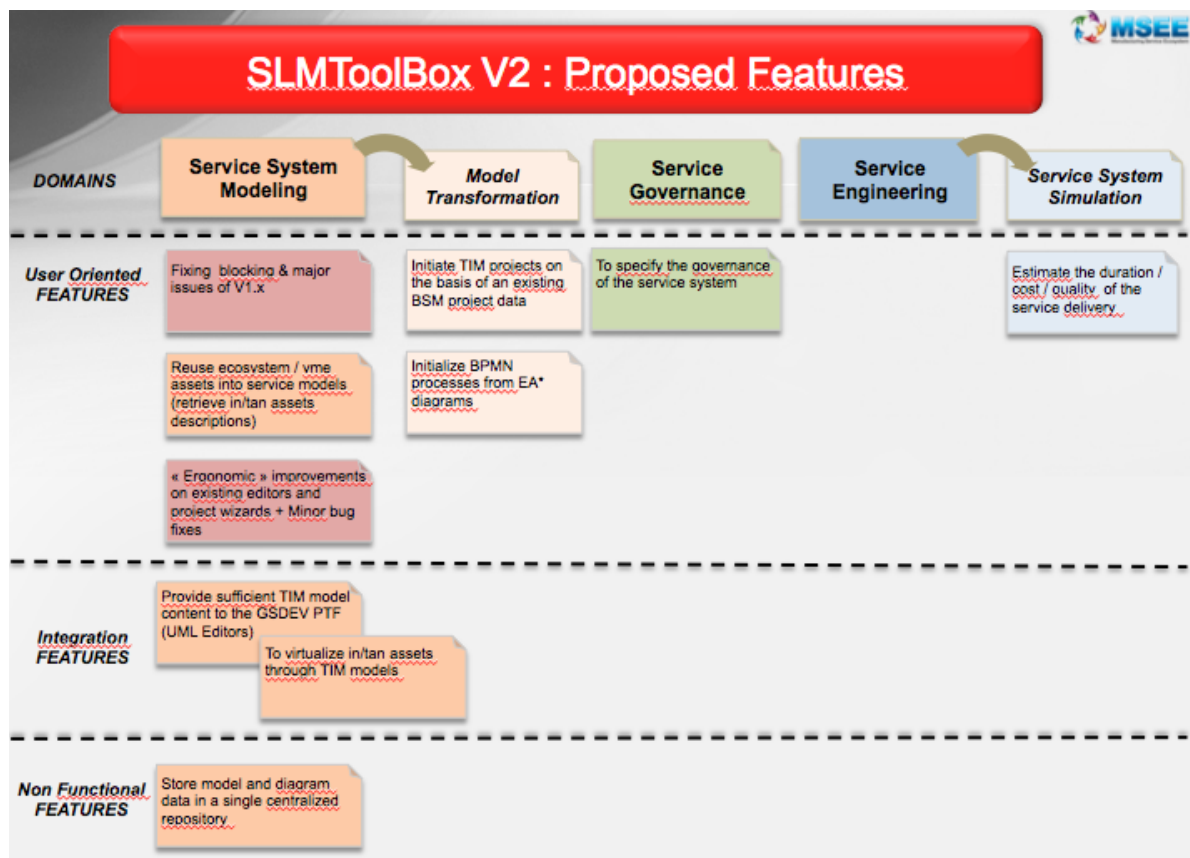 MSEE
SLMToolBox V2 : Proposed Features
DOMAINS
Service System
Modeling
Model
Transformation
Service
Governance
Service
Engineering
Service System
Simulation
User Oriented
FEATURES
Fixing blocking & major
issues of V1.x
Initiate TIM projects on
the basis of an existing
BSM project data
To specify the governance
of the service system
Estimate the duration /
cost / quality of the
service delivery
Reuse ecosystem / vme
assets into service models
(retrieve in/tan assets
descriptions)
Initialize BPMN
processes from EA*
diagrams
« Ergonomic » improvements
on existing editors and
project wizards + Minor bug
fixes
Integration
FEATURES
Provide sufficient TIM model
content to the GSDEV PTF
(UML Editors)
To virtualize in/tan assets
through TIM models
Non Functional
FEATURES
Store model and diagram
data in a single centralized
repository